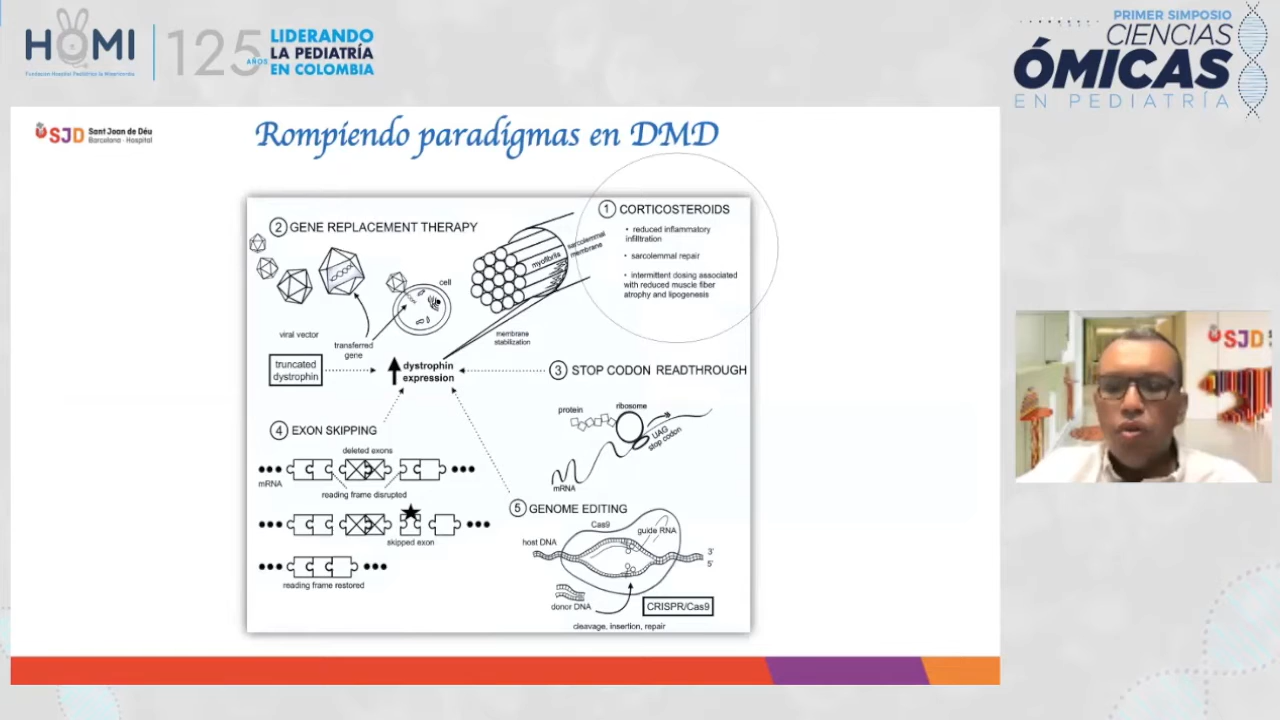 HOMI
Fundación Hospital Pediátrico la Misericordia
125
AÑOS
LIDERANDO
LA PEDIATRÍA
EN COLOMBIA
PRIMER SIMPOSIO
CIENCIAS
ÓMICAS
EN PEDIATRÍA
SJD
Sant Joan de Déu
Barcelona · Hospital
Rompiendo paradigmas en DMD
1 CORTICOSTEROIDS
• reduced inflammatory
infiltration
• sarcolemmal repair
• intermittent dosing associated
with reduced muscle fiber
atrophy and lipogenesis
2 GENE REPLACEMENT THERAPY
sarcolemmal
membrane
myofibrils
cell
viral vector
transferred
gene
membrane
stabilization
truncated
dystrophin
dystrophin
expression
3 STOP CODON READTHROUGH
protein
ribosome
UAG
stop codon
mRNA
4 EXON SKIPPING
deleted exons
mRNA
reading frame disrupted
skipped exon
reading frame restored
5 GENOME EDITING
Cas9
guide RNA
host DNA
3'
5'
donor DNA
CRISPR/Cas9
cleavage, insertion, repair
SJD